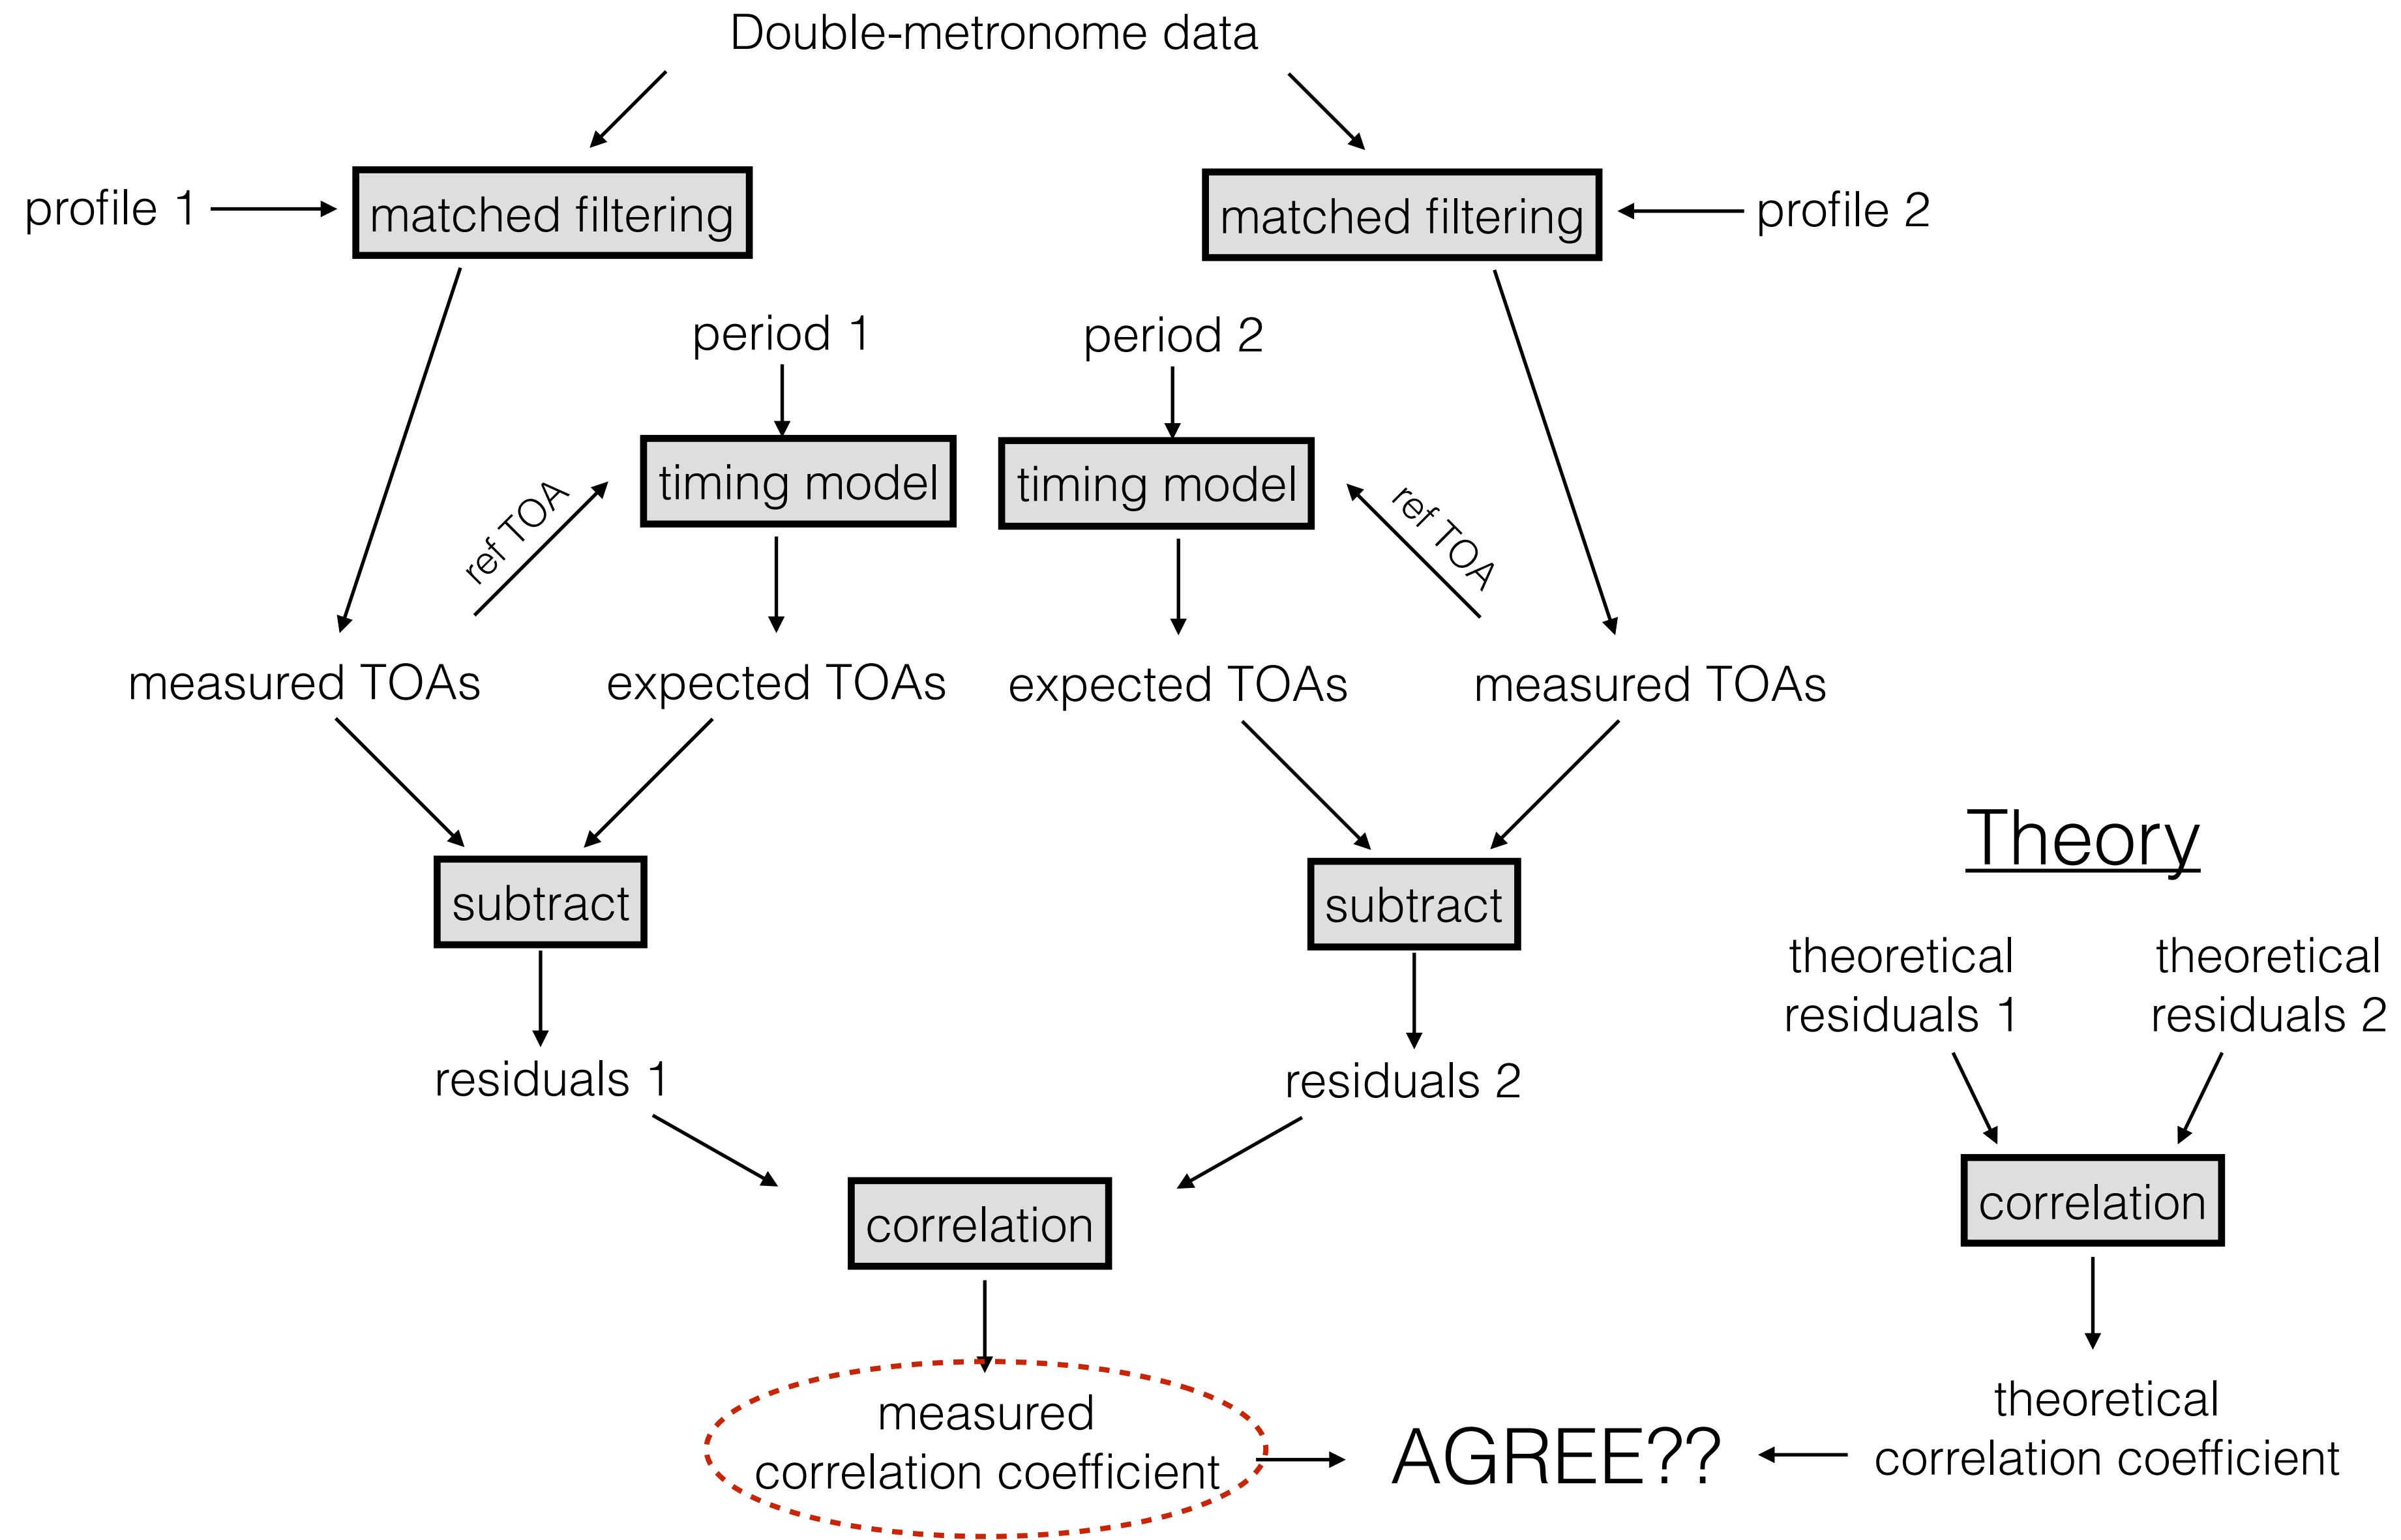 Double-metronome data
profile 1
matched filtering
matched filtering
profile 2
period 1
period 2
timing model
timing model
ref TOA
ref TOA
measured TOAs
expected TOAs
expected TOAs
measured TOAs
subtract
subtract
Theory
theoretical
residuals 1
theoretical
residuals 2
residuals 1
residuals 2
correlation
correlation
measured
correlation coefficient
AGREE??
theoretical
correlation coefficient